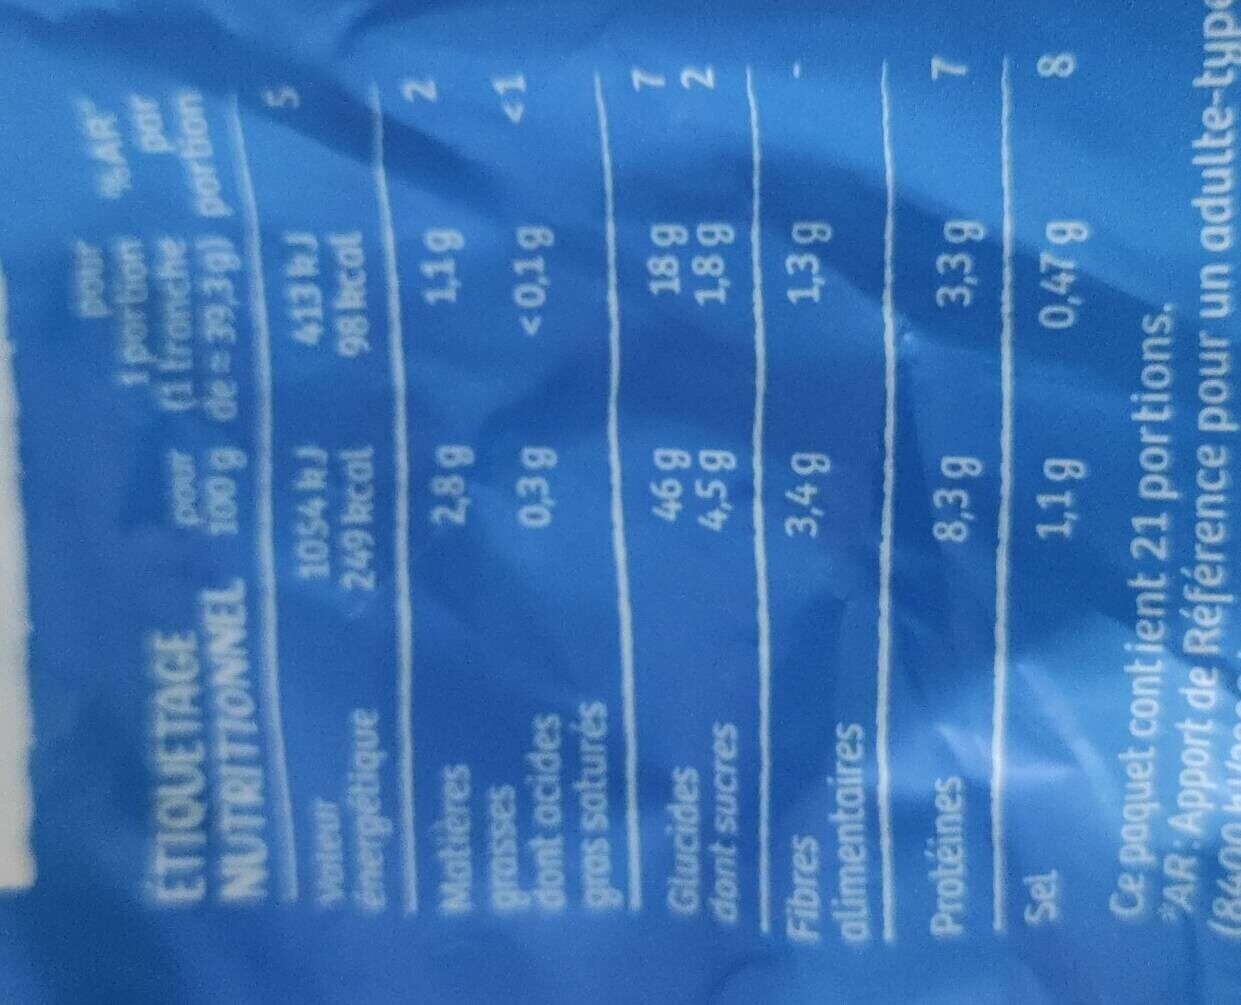 ÉTIQUETAGE NUTRITIONNEL pour 100 g pour 1 portion (1 tranche de = 39,3 g) %AR* par portion
Valeur énergétique 1054 kJ 413 kJ 5
249 kcal 98 kcal
Matières grasses 2,8 g 1,1 g 2
dont acides gras saturés 0,3 g < 0,1 g <1
Glucides 46 g 18 g 7
dont sucres 4,5 g 1,8 g 2
Fibres alimentaires 3,4 g 1,3 g -
Protéines 8,3 g 3,3 g 7
Sel 1,1 g 0,47 g 8
Ce paquet contient 21 portions.
*AR : Apport de Référence pour un adulte-type
(8400 kJ/